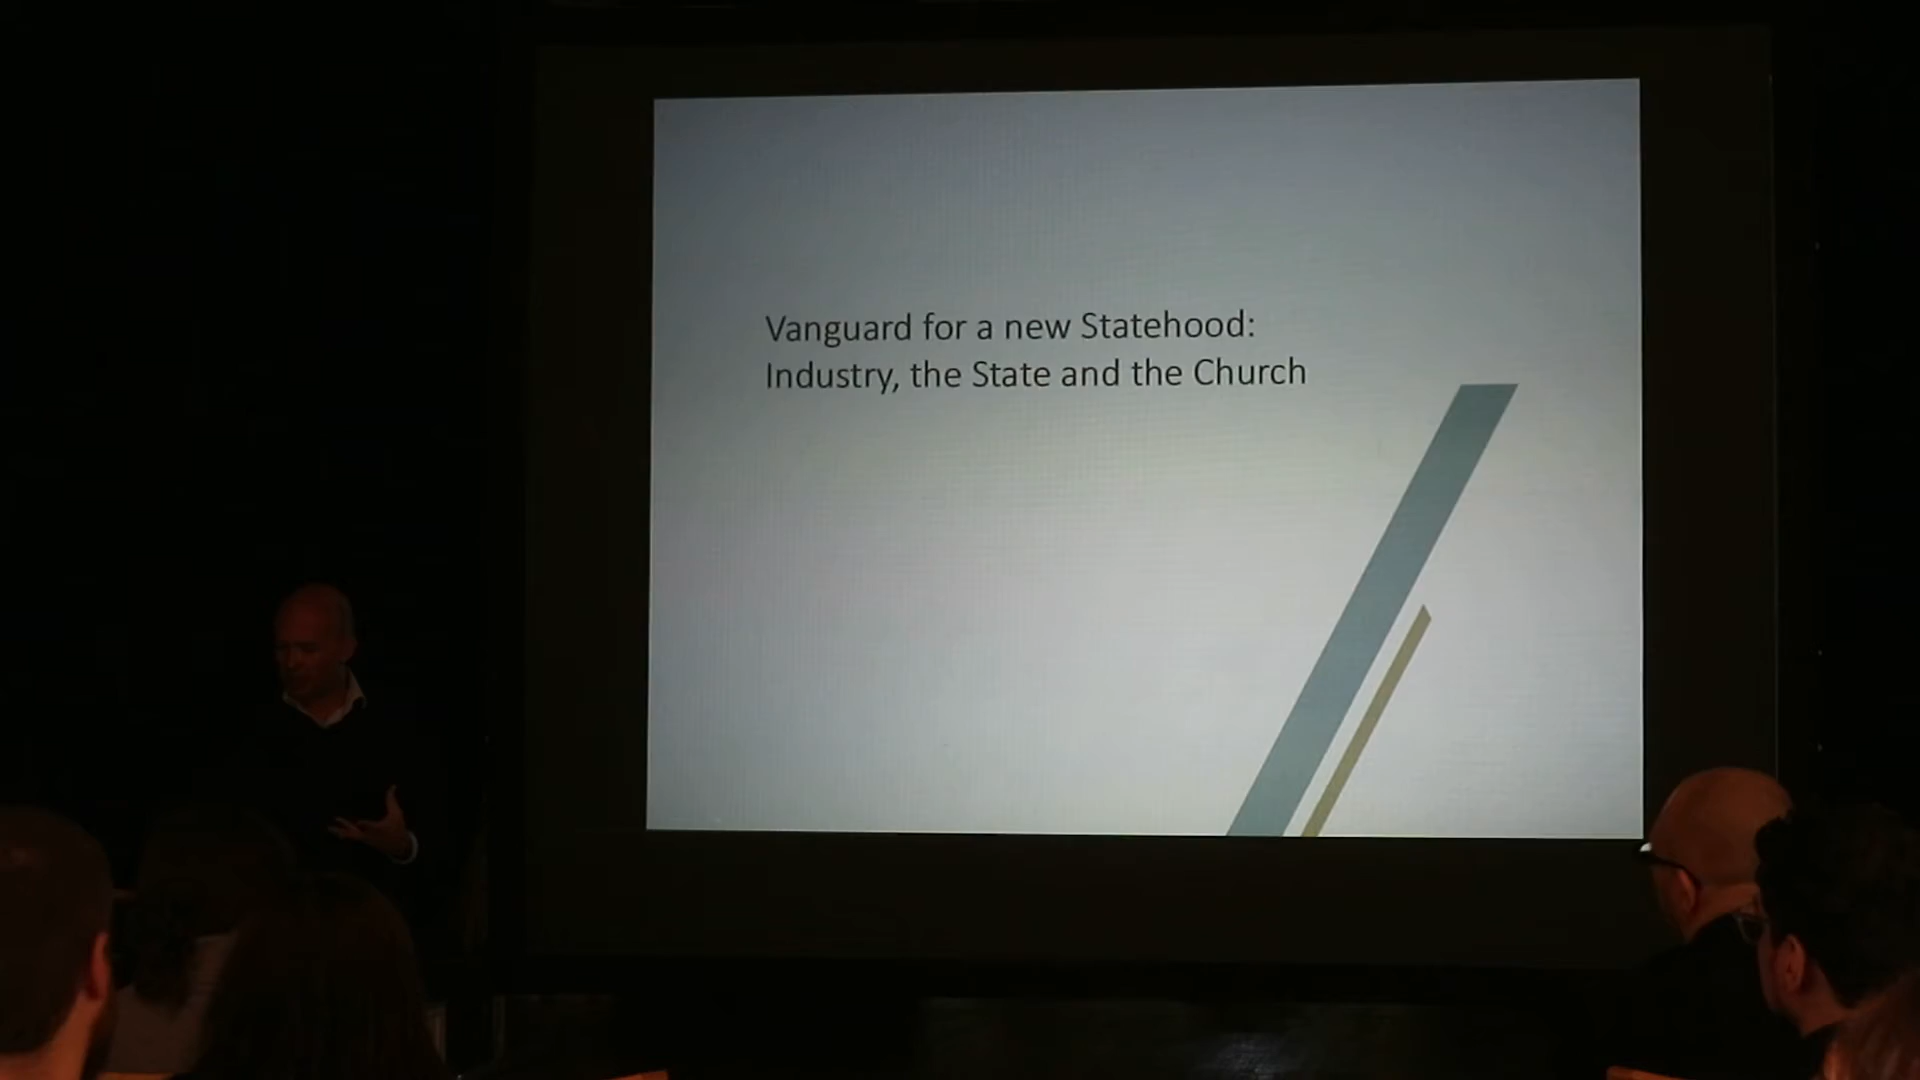 Vanguard for a new Statehood:
Industry, the State and the Church